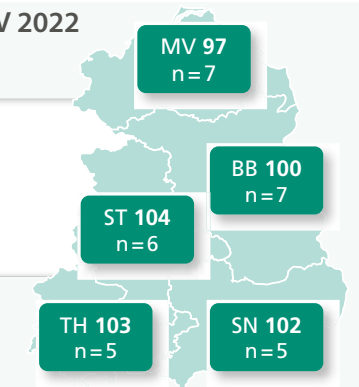 V 2022
MV 97
n=7
BB 100
n=7
ST 104
n=6
TH 103
n=5
SN 102
n=5